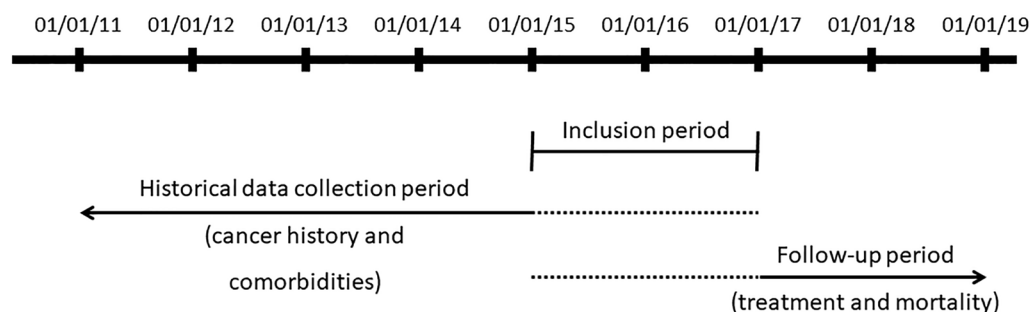 01/01/11 01/01/12 01/01/13 01/01/14 01/01/15 01/01/16 01/01/17 01/01/18 01/01/19
Inclusion period
Historical data collection period
(cancer history and
comorbidities)
Follow-up period
(treatment and mortality)